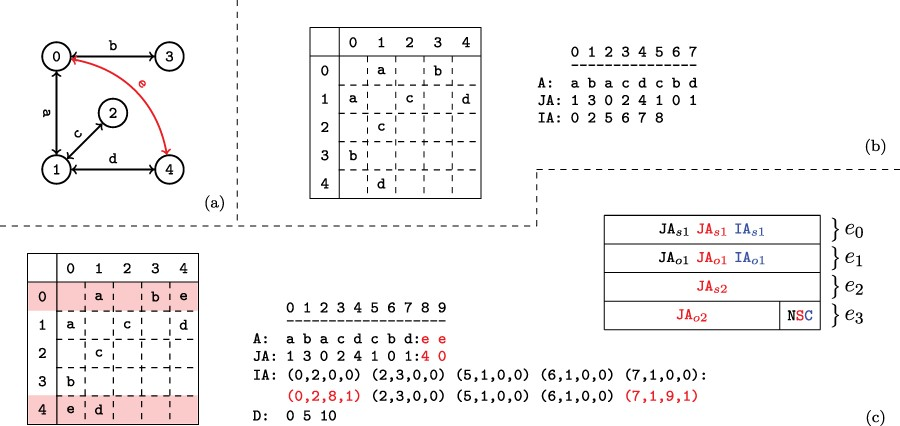 b
0
3
e
a
2
c
d
1
4
(a)
0 1 2 3 4
0 a b
1 a c d
2 c
3 b
4 d
0 1 2 3 4 5 6 7
----------------
A: a b a c d c b d
JA: 1 3 0 2 4 1 0 1
IA: 0 2 5 6 7 8
(b)
0 1 2 3 4
0 a b e
1 a c d
2 c
3 b
4 e d
0 1 2 3 4 5 6 7 8 9
--------------------
A: a b a c d c b d:e e
JA: 1 3 0 2 4 1 0 1:4 0
IA: (0,2,0,0) (2,3,0,0) (5,1,0,0) (6,1,0,0) (7,1,0,0):
(0,2,8,1) (2,3,0,0) (5,1,0,0) (6,1,0,0) (7,1,9,1)
D: 0 5 10
JAs1 JAs1 IAs1 } e0
JAo1 JAo1 IAo1 } e1
JAs2 } e2
JAo2 NSC } e3
(c)